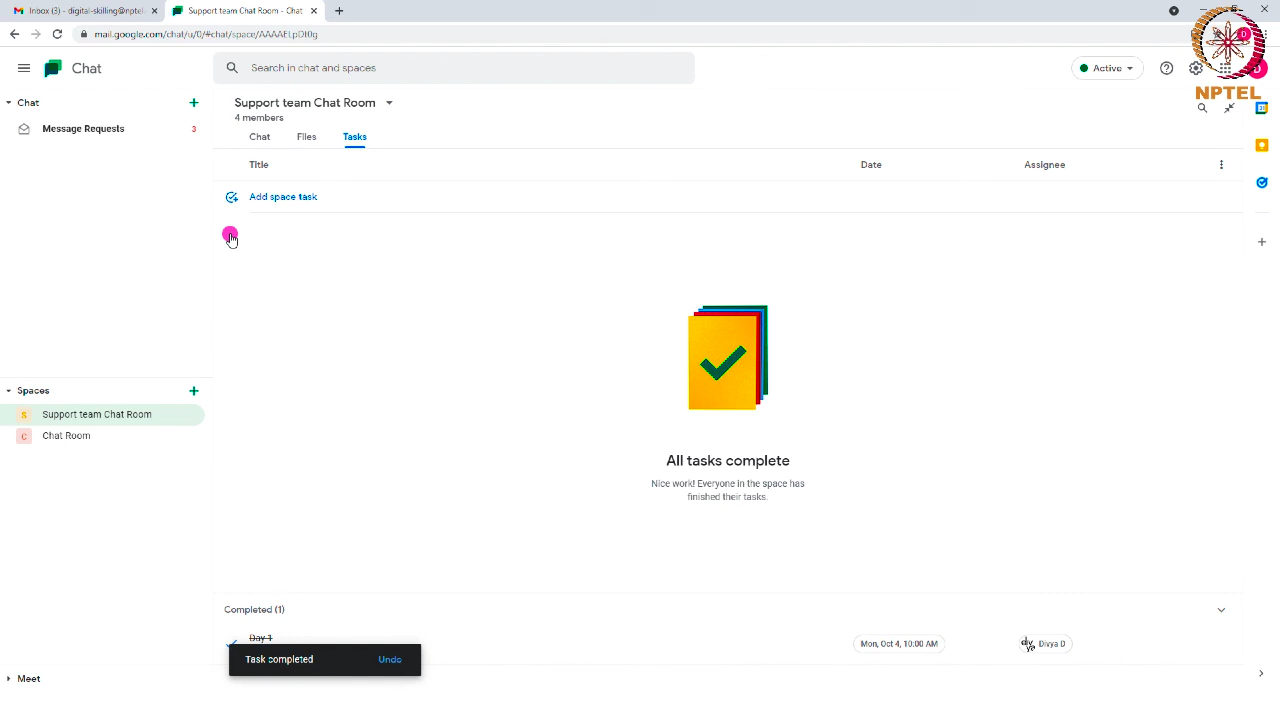 Inbox (3) - digital-skilling@nptel-
Support team Chat Room - Chat
mail.google.com/chat/u/0/#chat/space/AAAAELpDt0g
D
Chat
Search in chat and spaces
Active
NPTEL
Chat
Message Requests 3
Support team Chat Room
4 members
Chat Files Tasks
Title Date Assignee
Add space task
All tasks complete
Nice work! Everyone in the space has
finished their tasks.
Spaces
S Support team Chat Room
C Chat Room
Completed (1)
Day 1 Mon, Oct 4, 10:00 AM Divya D
Task completed Undo
Meet